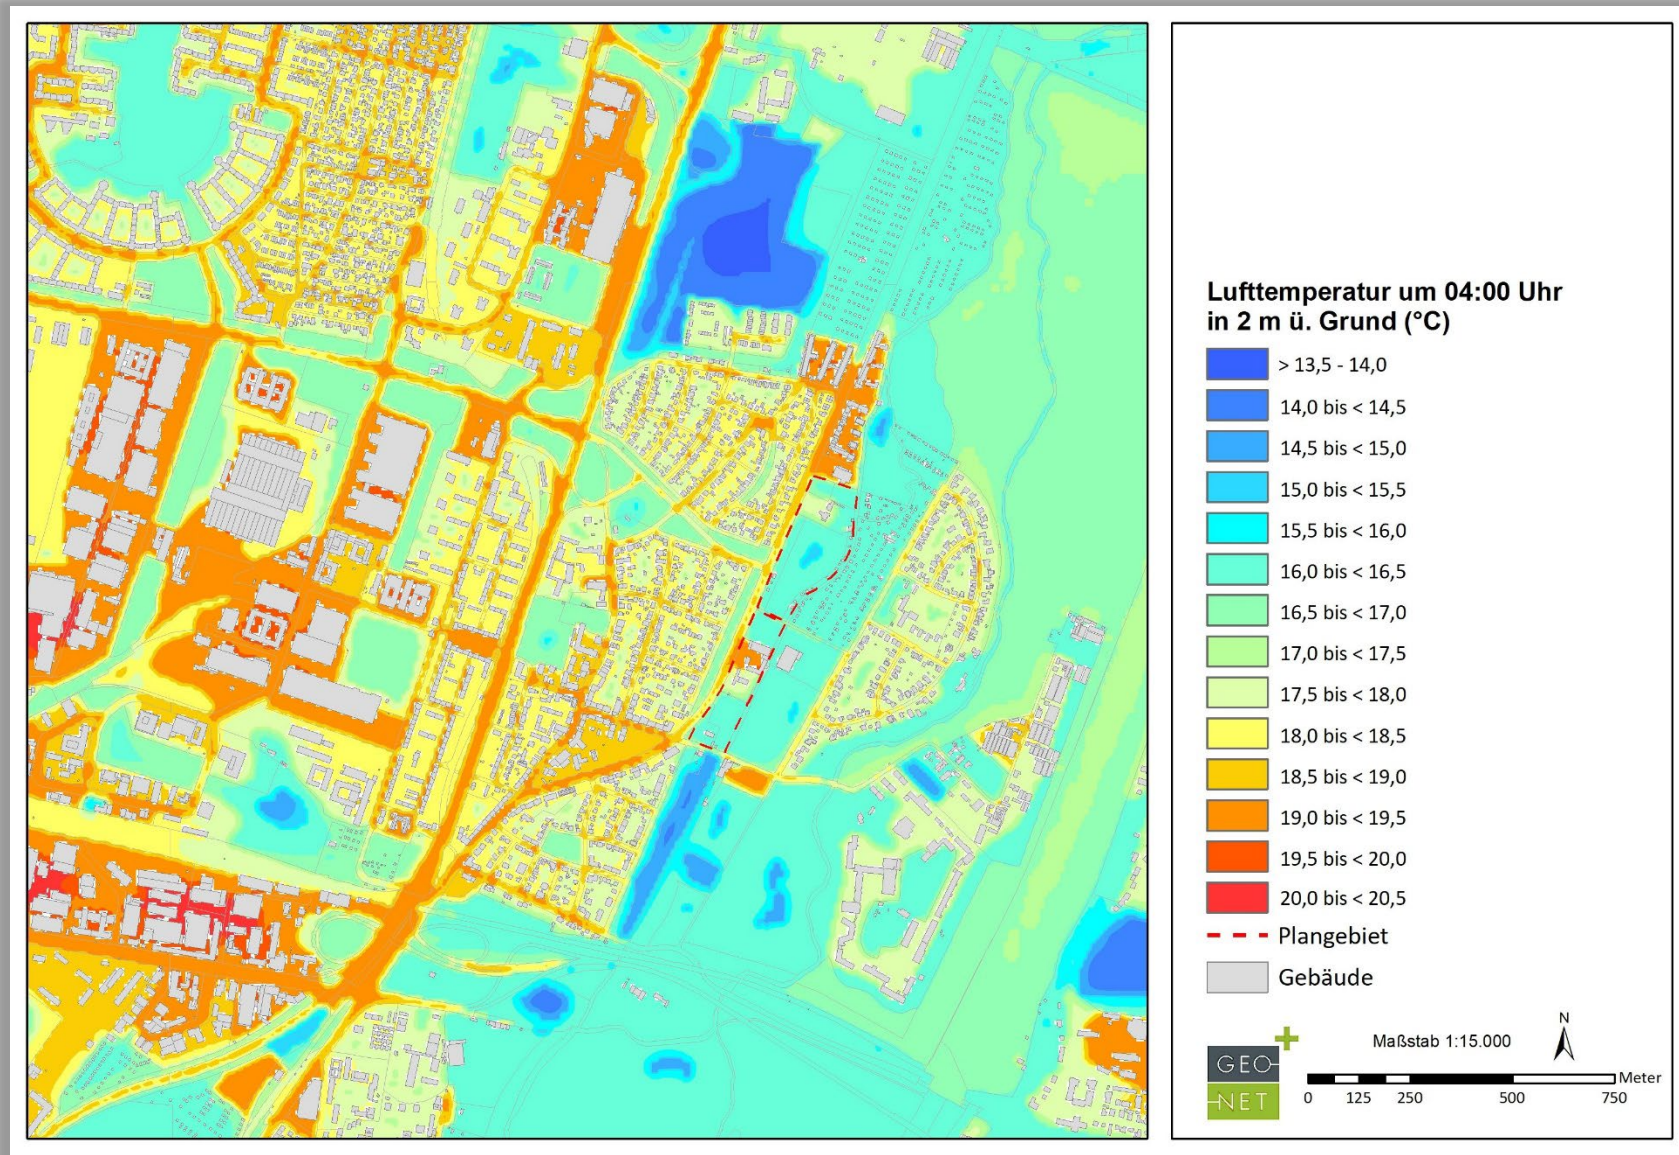 Lufttemperatur um 04:00 Uhr
in 2 m ü. Grund (°C)
> 13,5 - 14,0
14,0 bis < 14,5
14,5 bis < 15,0
15,0 bis < 15,5
15,5 bis < 16,0
16,0 bis < 16,5
16,5 bis < 17,0
17,0 bis < 17,5
17,5 bis < 18,0
18,0 bis < 18,5
18,5 bis < 19,0
19,0 bis < 19,5
19,5 bis < 20,0
20,0 bis < 20,5
Plangebiet
Gebäude
GEO
NET
Maßstab 1:15.000
N
Meter
0 125 250 500 750